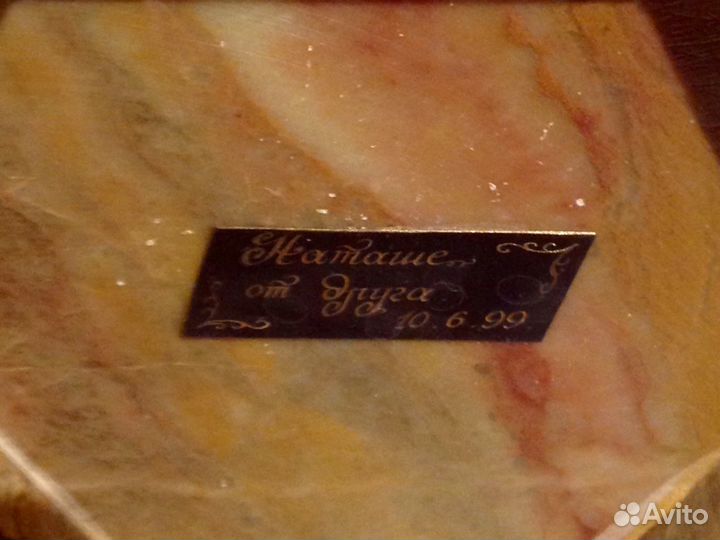 Наташе
от друга
10.6.99
Avito